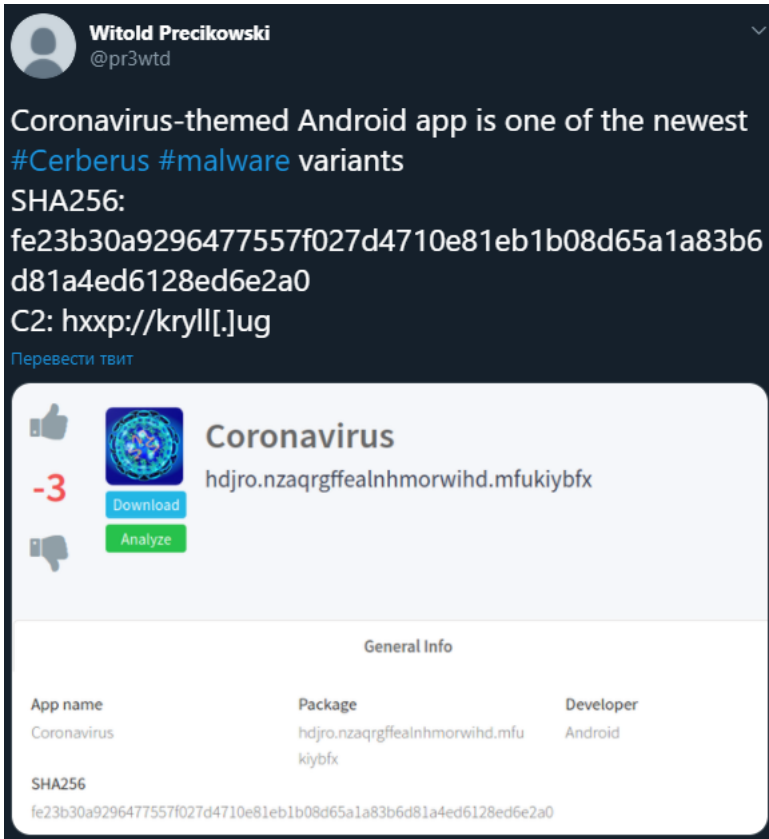 Witold Precikowski
@pr3wtd
Coronavirus-themed Android app is one of the newest
#Cerberus #malware variants
SHA256:
fe23b30a9296477557f027d4710e81eb1b08d65a1a83b6
d81a4ed6128ed6e2a0
C2: hxxp://kryll[.]ug
Перевести твит
Coronavirus
hdjro.nzaqrgffealnhmorwihd.mfukiybfx
-3
Download
Analyze
General Info
App name
Package
Developer
Coronavirus
hdjro.nzaqrgffealnhmorwihd.mfu
kiybfx
Android
SHA256
fe23b30a9296477557f027d4710e81eb1b08d65a1a83b6d81a4ed6128ed6e2a0